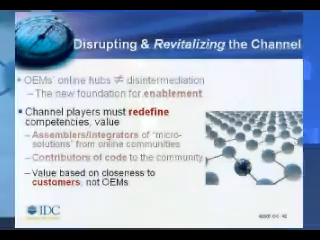 Disrupting & Revitalizing the Channel
• OEMs' online hubs ≠ disintermediation
– The new foundation for enablement
• Channel players must redefine
competencies, value
– Assemblers/integrators of "micro-
solutions" from online communities
– Contributors of code to the community
– Value based on closeness to
customers, not OEMs
IDC